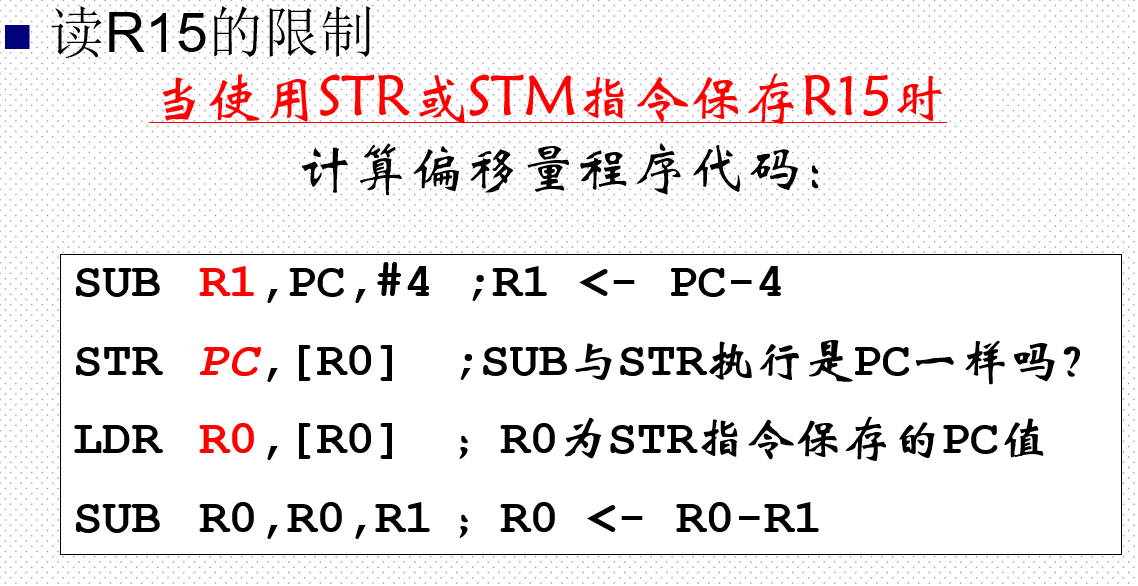 ■ 读R15的限制
当使用STR或STM指令保存R15时
计算偏移量程序代码：
SUB R1,PC,#4 ;R1 <- PC-4
STR PC,[R0] ;SUB与STR执行是PC一样吗?
LDR R0,[R0] ；R0为STR指令保存的PC值
SUB R0,R0,R1 ；R0 <- R0-R1